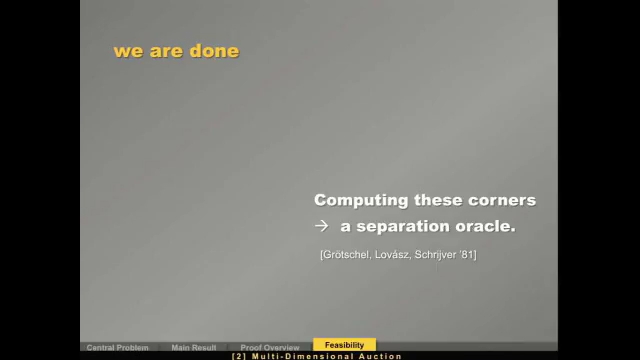 we are done
Computing these corners
→ a separation oracle.
[Grötschel, Lovász, Schrijver '81]
Central Problem Main Result Proof Overview Feasibility
[2] Multi-Dimensional Auction